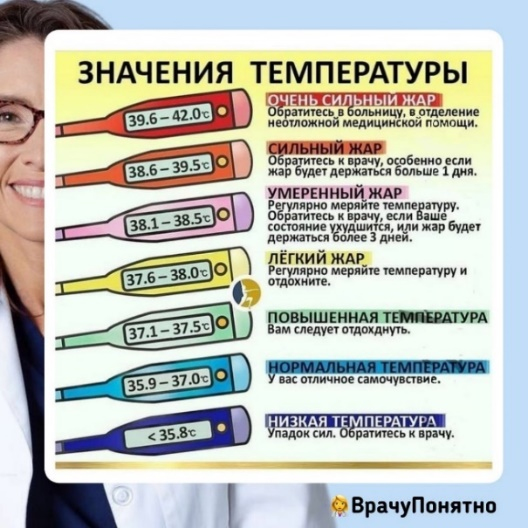 ЗНАЧЕНИЯ ТЕМПЕРАТУРЫ
39.6 – 42.0℃
ОЧЕНЬ СИЛЬНЫЙ ЖАР
Обратитесь в больницу, в отделение
неотложной медицинской помощи.
38.6 – 39.5℃
СИЛЬНЫЙ ЖАР
Обратитесь к врачу, особенно если
жар будет держаться больше 1 дня.
38.1 – 38.5℃
УМЕРЕННЫЙ ЖАР
Регулярно меряйте температуру.
Обратитесь к врачу, если Ваше
состояние ухудшится, или жар будет
держаться более 3 дней.
37.6 – 38.0℃
ЛЁГКИЙ ЖАР
Регулярно меряйте температуру и
отдохните.
37.1 – 37.5℃
ПОВЫШЕННАЯ ТЕМПЕРАТУРА
Вам следует отдохднуть.
35.9 – 37.0℃
НОРМАЛЬНАЯ ТЕМПЕРАТУРА
У вас отличное самочувствие.
< 35.8℃
НИЗКАЯ ТЕМПЕРАТУРА
Упадок сил. Обратитесь к врачу.
ВрачуПонятно